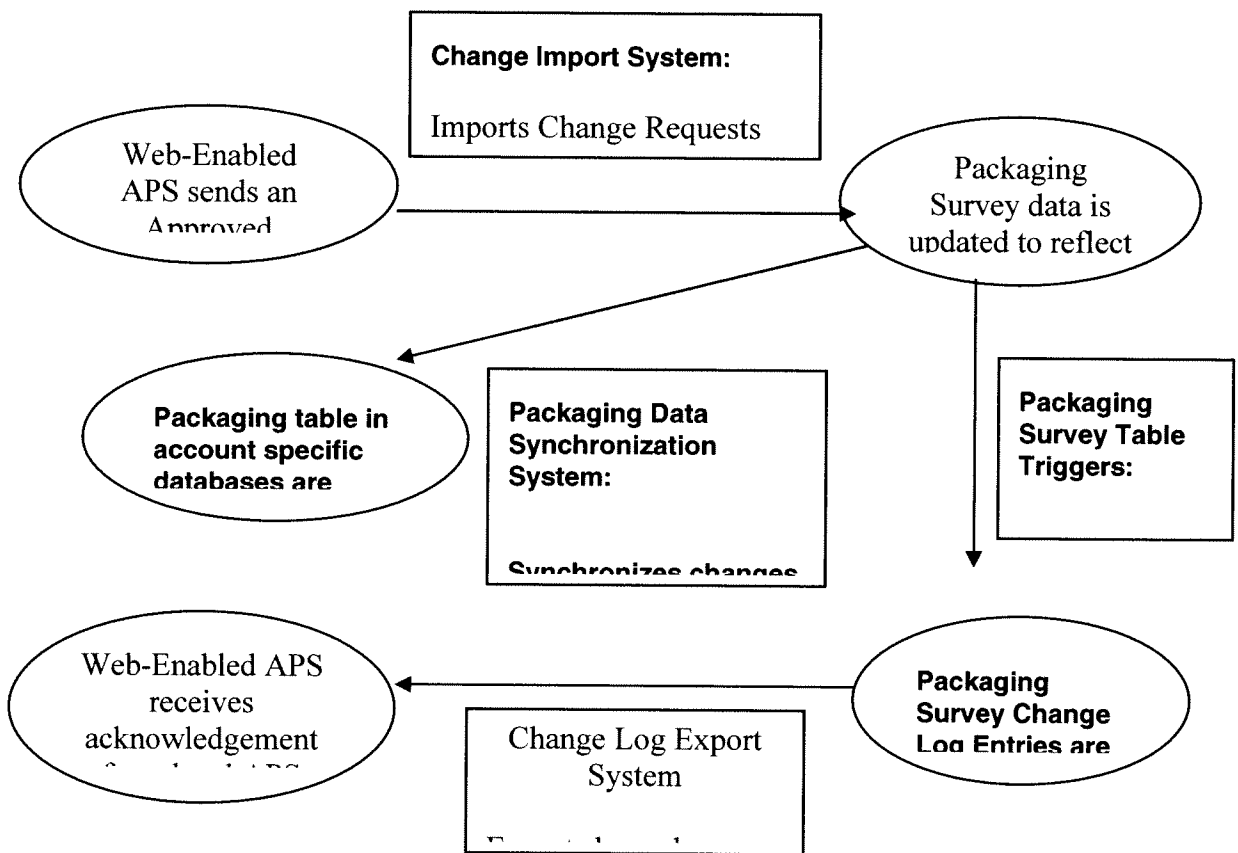 Change Import System:
Imports Change Requests
Web-Enabled
APS sends an
Approved
Packaging
Survey data is
updated to reflect
Packaging table in
account specific
databases are
Packaging Data
Synchronization
System:
Synchronizes changes
Packaging
Survey Table
Triggers:
Web-Enabled APS
receives
acknowledgement
Change Log Export
System
Packaging
Survey Change
Log Entries are